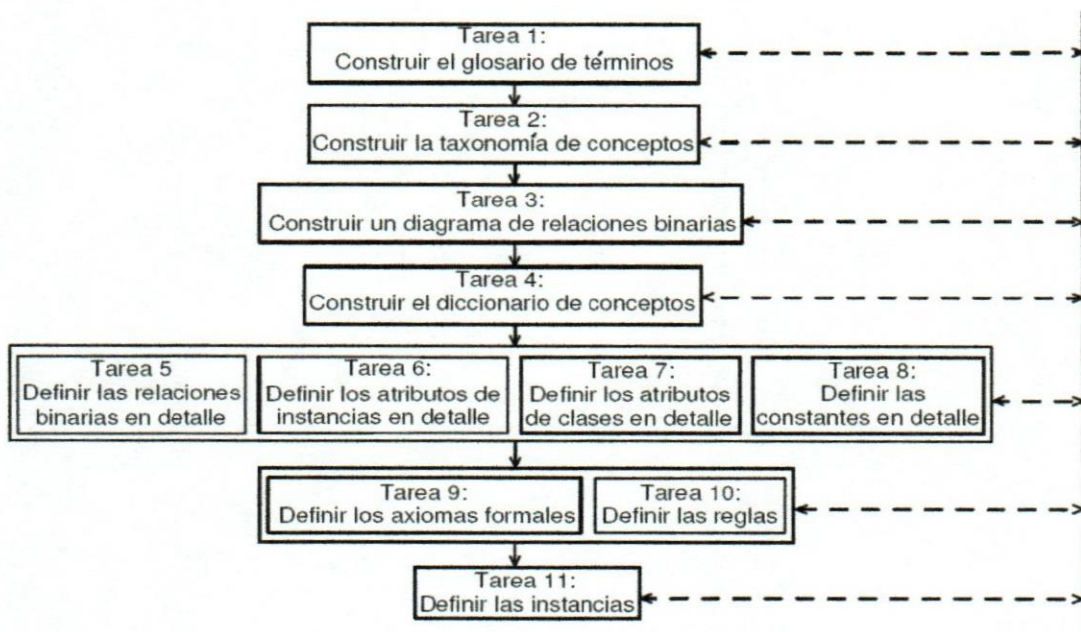 Tarea 1:
Construir el glosario de términos
Tarea 2:
Construir la taxonomía de conceptos
Tarea 3:
Construir un diagrama de relaciones binarias
Tarea 4:
Construir el diccionario de conceptos
Tarea 5
Definir las relaciones
binarias en detalle
Tarea 6:
Definir los atributos de
instancias en detalle
Tarea 7:
Definir los atributos
de clases en detalle
Tarea 8:
Definir las
constantes en detalle
Tarea 9:
Definir los axiomas formales
Tarea 10:
Definir las reglas
Tarea 11:
Definir las instancias